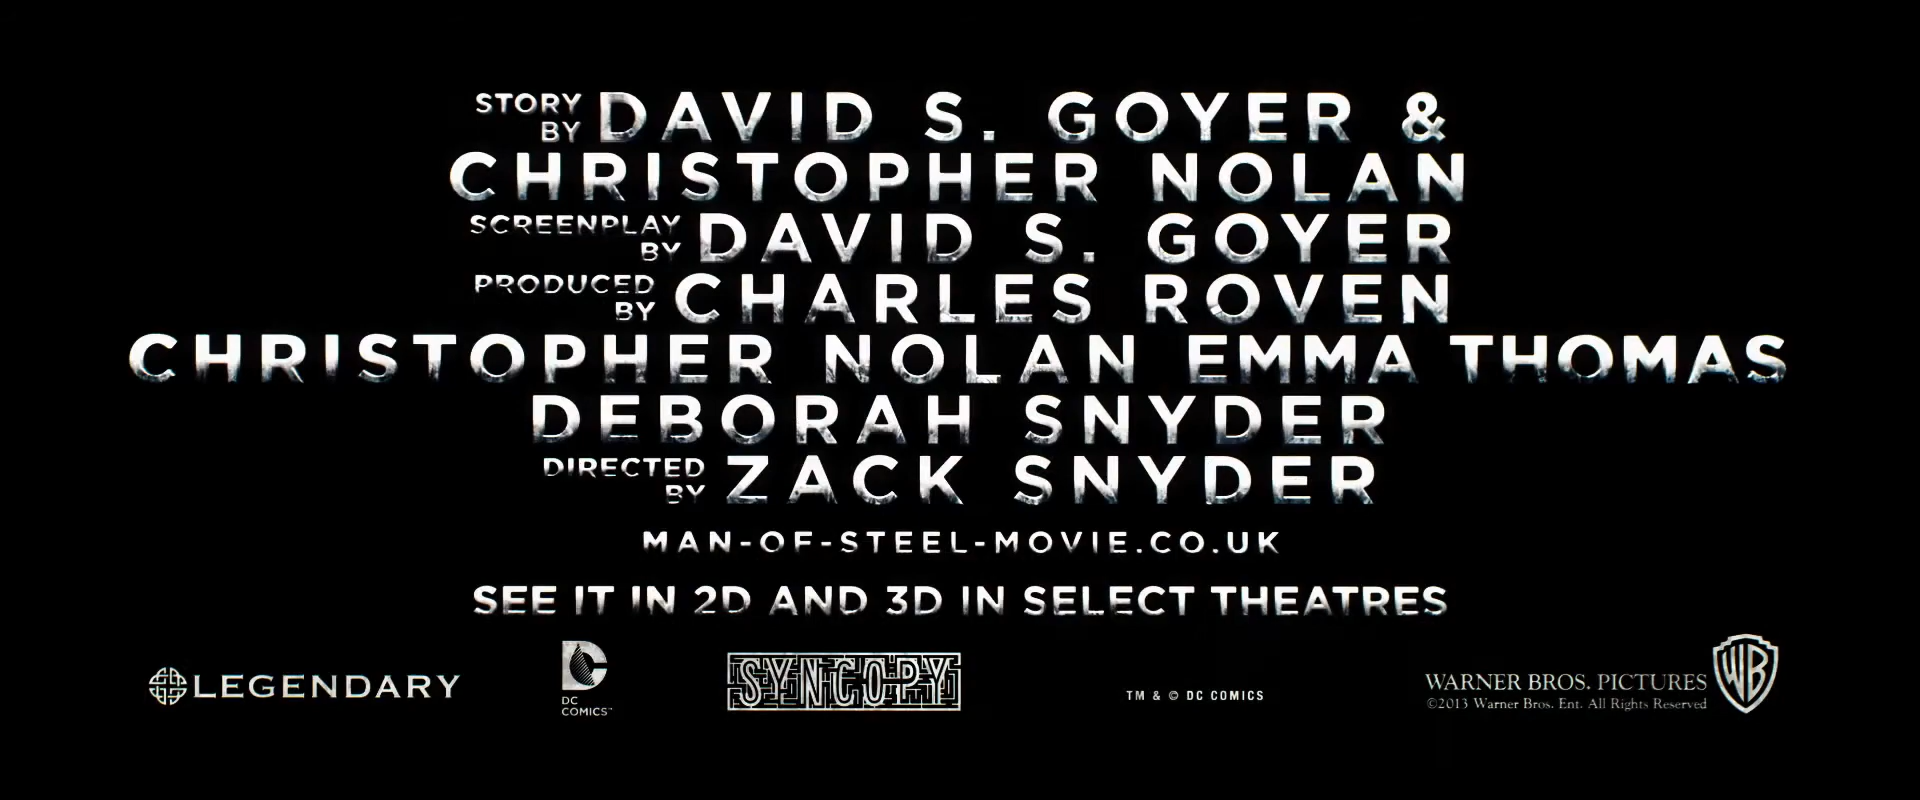 STORY BY DAVID S. GOYER &
CHRISTOPHER NOLAN
SCREENPLAY BY DAVID S. GOYER
PRODUCED BY CHARLES ROVEN
CHRISTOPHER NOLAN EMMA THOMAS
DEBORAH SNYDER
DIRECTED BY ZACK SNYDER
MAN-OF-STEEL-MOVIE.CO.UK
SEE IT IN 2D AND 3D IN SELECT THEATRES
LEGENDARY
DC
DC
COMICS™
SYNCOPY
TM & © DC COMICS
WARNER BROS. PICTURES
©2013 Warner Bros. Ent. All Rights Reserved
WB